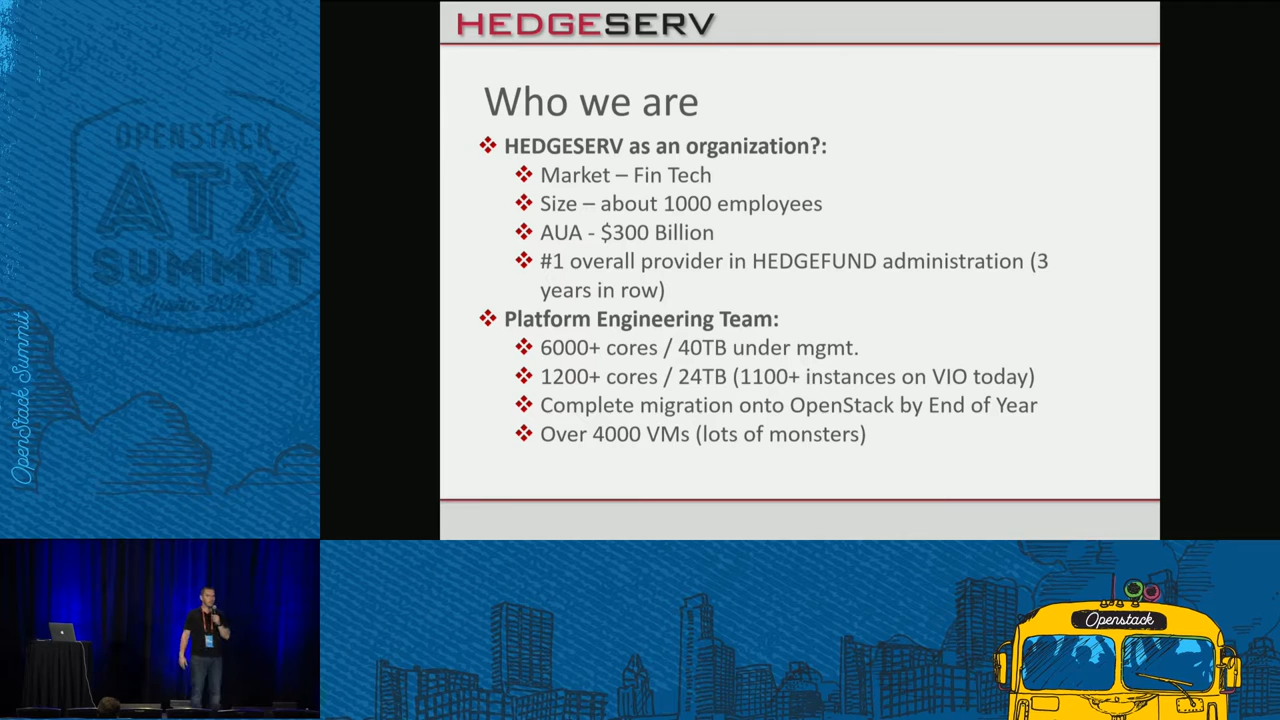 HEDGESERV
Who we are
HEDGESERV as an organization?:
Market – Fin Tech
Size – about 1000 employees
AUA - $300 Billion
#1 overall provider in HEDGEFUND administration (3
years in row)
Platform Engineering Team:
6000+ cores / 40TB under mgmt.
1200+ cores / 24TB (1100+ instances on VIO today)
Complete migration onto OpenStack by End of Year
Over 4000 VMs (lots of monsters)
OPENSTACK
ATX
SUMMIT
Austin 2016
OpenStack Summit
Openstack